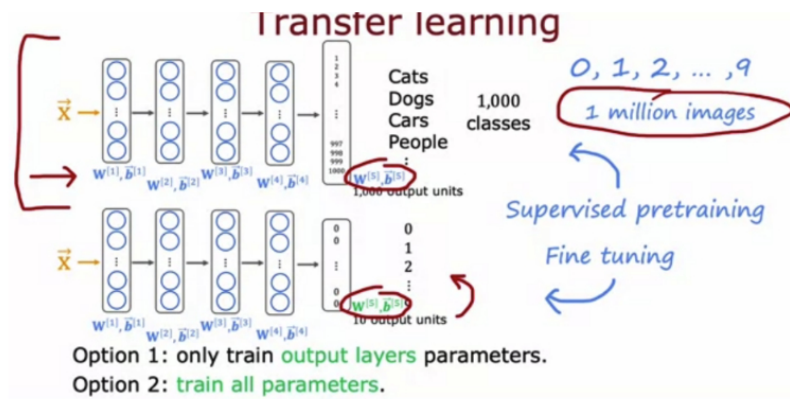 Transfer learning
1
2
3
4
⋮
997
998
999
1000
Cats
Dogs
Cars
People
⋮
1,000
classes
0, 1, 2, ... ,9
1 million images
x⃗
W[1], b⃗[1]
W[2], b⃗[2]
W[3], b⃗[3]
W[4], b⃗[4]
W[5], b⃗[5]
1,000 output units
Supervised pretraining
Fine tuning
x⃗
0
0
⋮
0
0
0
1
2
⋮
W[1], b⃗[1]
W[2], b⃗[2]
W[3], b⃗[3]
W[4], b⃗[4]
W[5], b⃗[5]
10 output units
Option 1: only train output layers parameters.
Option 2: train all parameters.